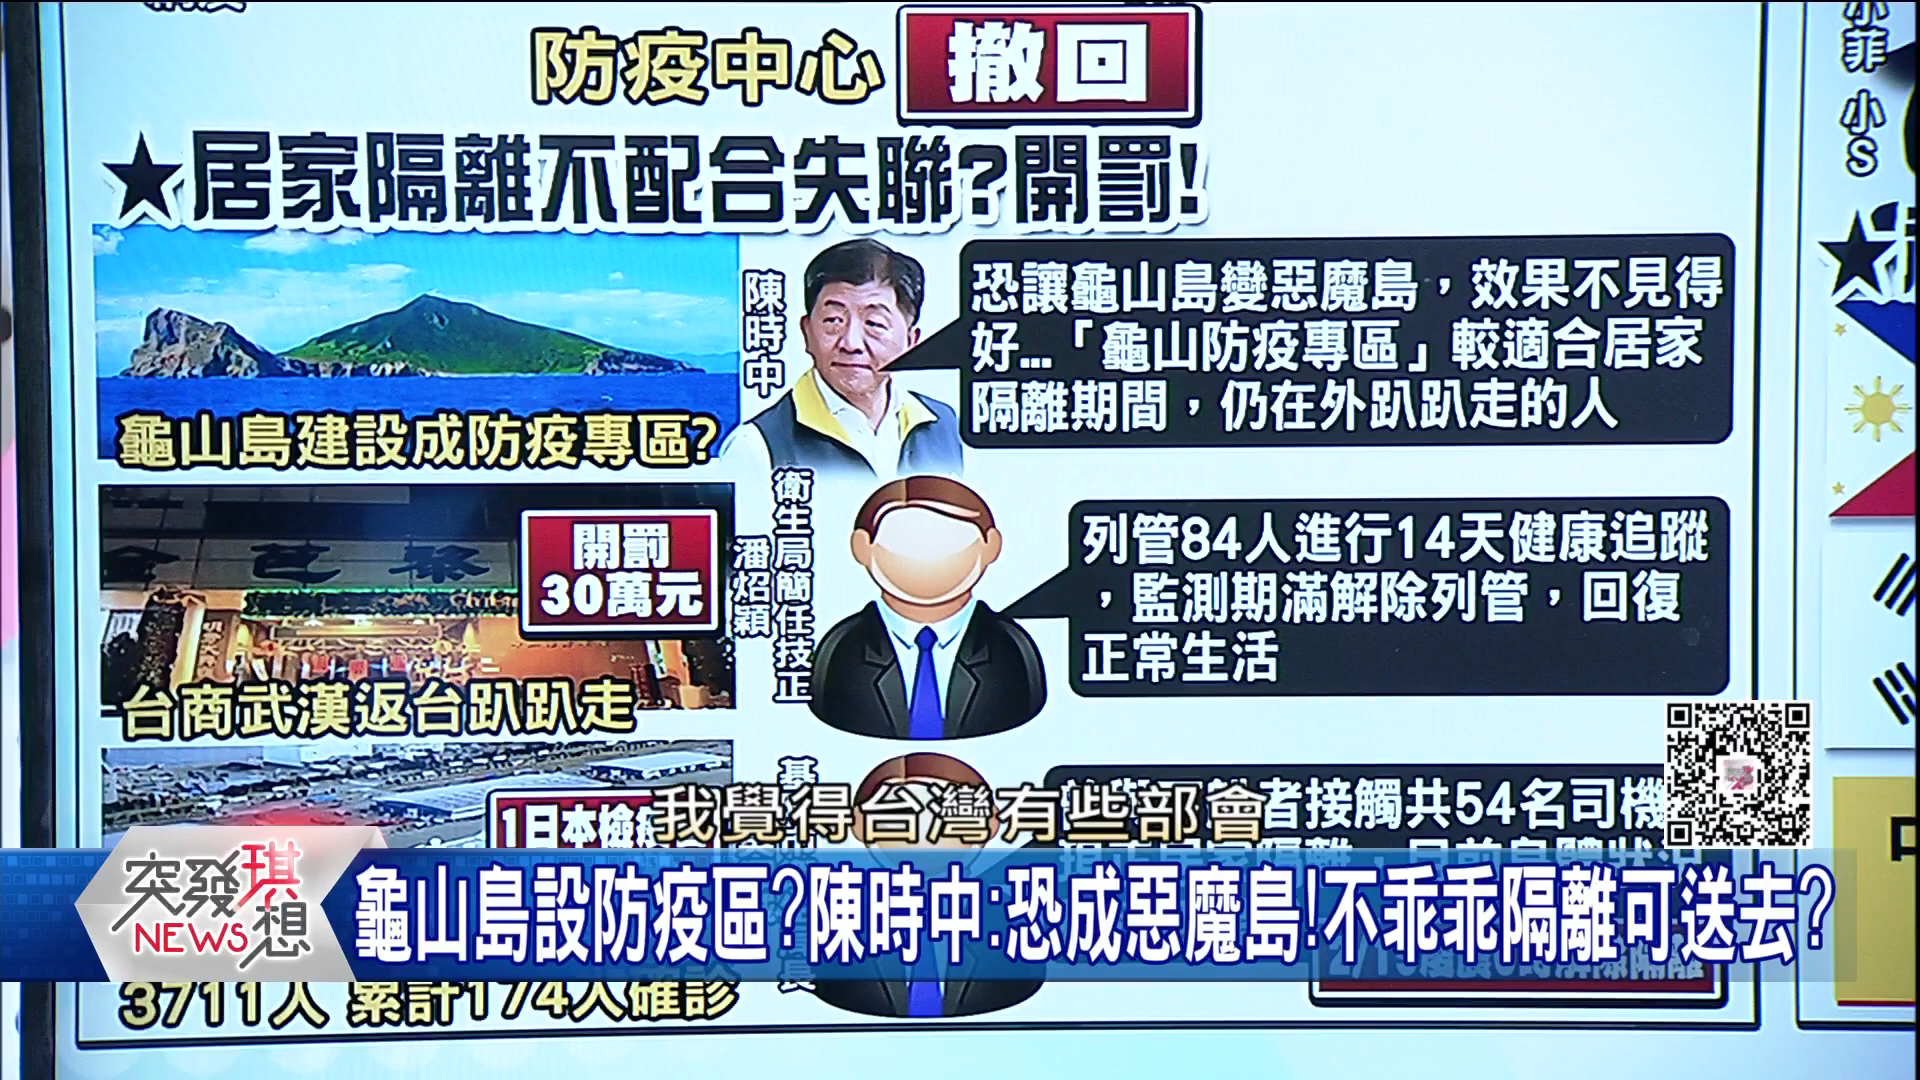 防疫中心 撤回
★居家隔離不配合失聯?開罰!
龜山島建設成防疫專區?
陳時中
恐讓龜山島變惡魔島，效果不見得
好...「龜山防疫專區」較適合居家
隔離期間，仍在外趴趴走的人
開罰
30萬元
台商武漢返台趴趴走
衛生局簡任技正
潘炤穎
列管84人進行14天健康追蹤
，監測期滿解除列管，回復
正常生活
1日本檢疫
者接觸共54名司機
我覺得台灣有些部會
突發琪想
NEWS
龜山島設防疫區?陳時中:恐成惡魔島!不乖乖隔離可送去?
3711人 累計174人確診
小菲 小S